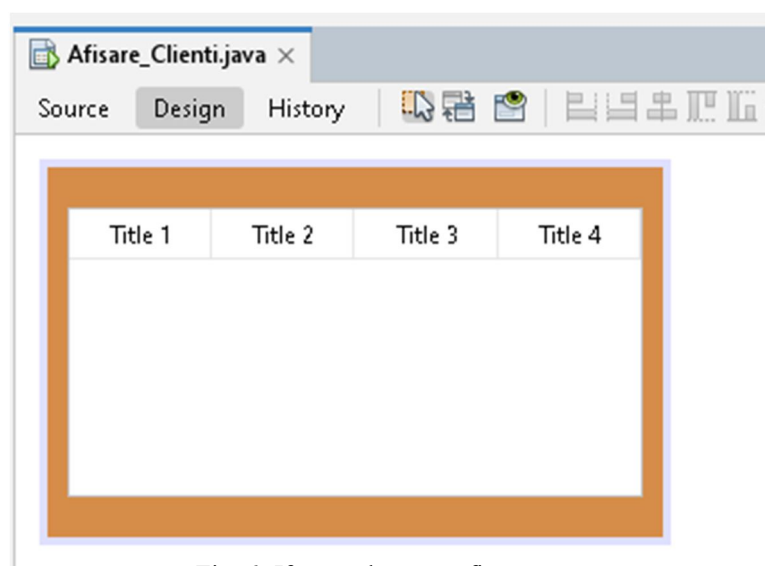 Afisare_Clienti.java ×
Source Design History
Title 1 Title 2 Title 3 Title 4